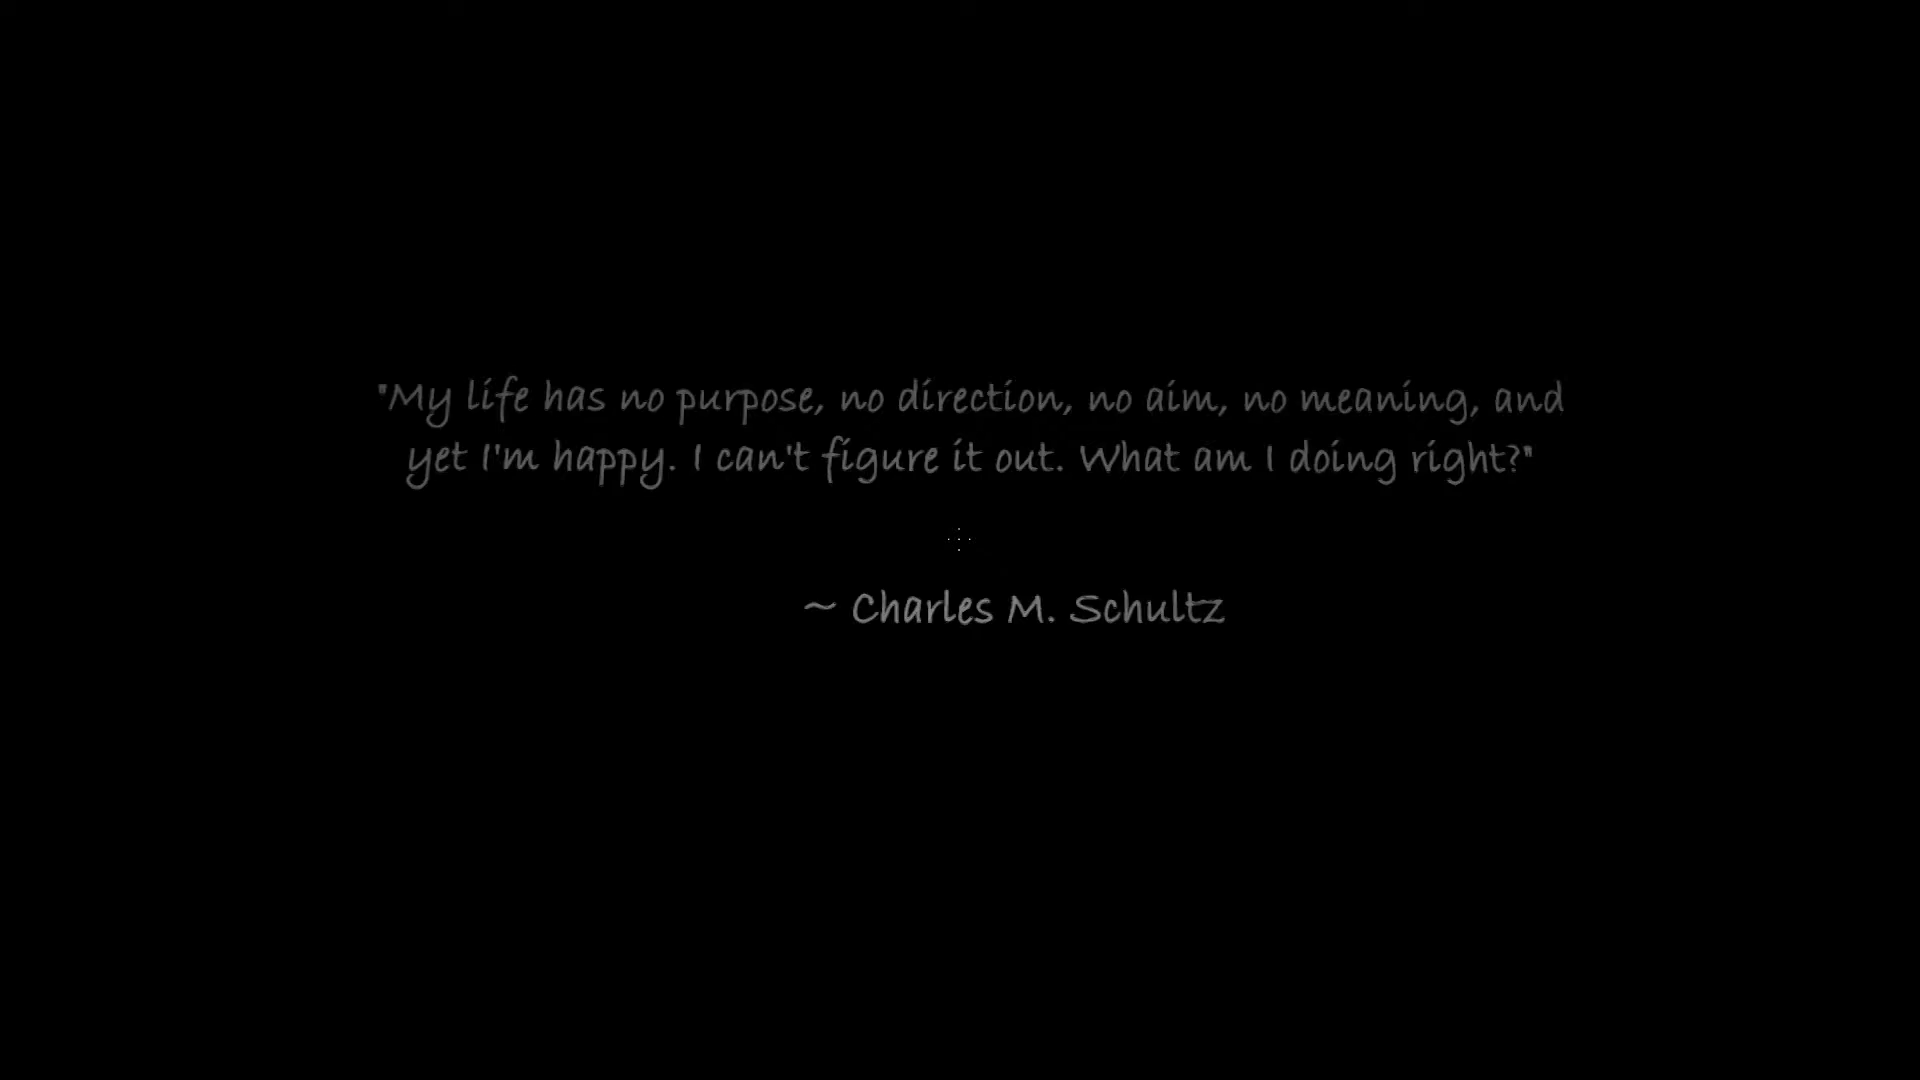 "My life has no purpose, no direction, no aim, no meaning, and
yet I'm happy. I can't figure it out. What am I doing right?"
~ Charles M. Schultz